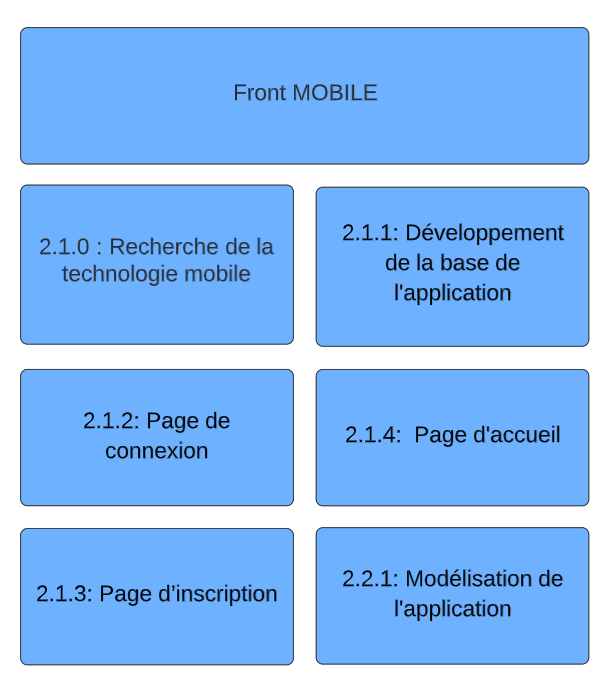 Front MOBILE
2.1.0 : Recherche de la
technologie mobile
2.1.1: Développement
de la base de
l'application
2.1.2: Page de
connexion
2.1.4:  Page d'accueil
2.1.3: Page d’inscription
2.2.1: Modélisation de
l'application